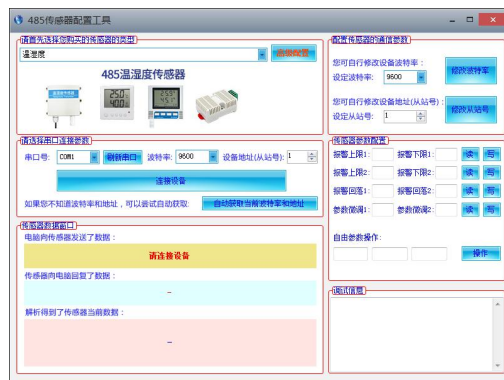 485传感器配置工具
请首先选择您购买的传感器的类型
温湿度
高级配置
485温湿度传感器
请选择串口连接参数
串口号: COM1 刷新串口 波特率: 9600 设备地址(从站号): 1
连接设备
如果您不知道波特率和地址，可以尝试自动获取: 自动获取当前波特率和地址
传感器数据窗口
电脑向传感器发送了数据：
请连接设备
传感器向电脑回复了数据：
--
解析得到了传感器当前数据：
--
配置传感器的通信参数
您可自行修改设备波特率：
设定波特率: 9600
修改波特率
您可自行修改设备地址(从站号)：
设定从站号: 1
修改从站号
传感器参数配置
报警上限1: 报警下限1: 读 写
报警上限2: 报警下限2: 读 写
报警回落1: 报警回落2: 读 写
参数微调1: 参数微调2: 读 写
自由参数操作:
操作
调试信息